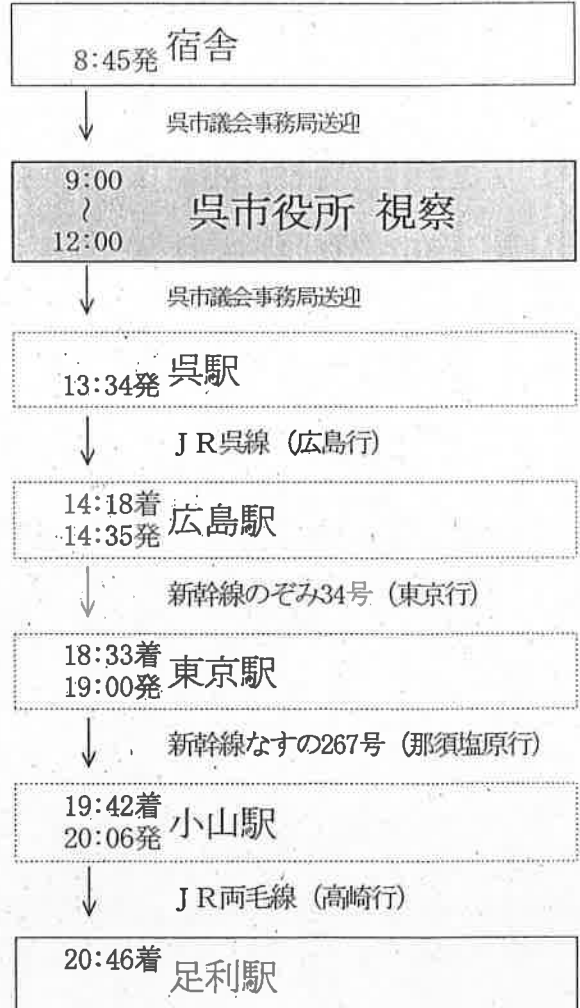 8:45発 宿舎
呉市議会事務局送迎
9:00
~
12:00
呉市役所 視察
呉市議会事務局送迎
13:34発 呉駅
JR呉線(広島行)
14:18着
14:35発
広島駅
新幹線のぞみ34号(東京行)
18:33着
19:00発
東京駅
新幹線なすの267号(那須塩原行)
19:42着
20:06発
小山駅
JR両毛線(高崎行)
20:46着
足利駅